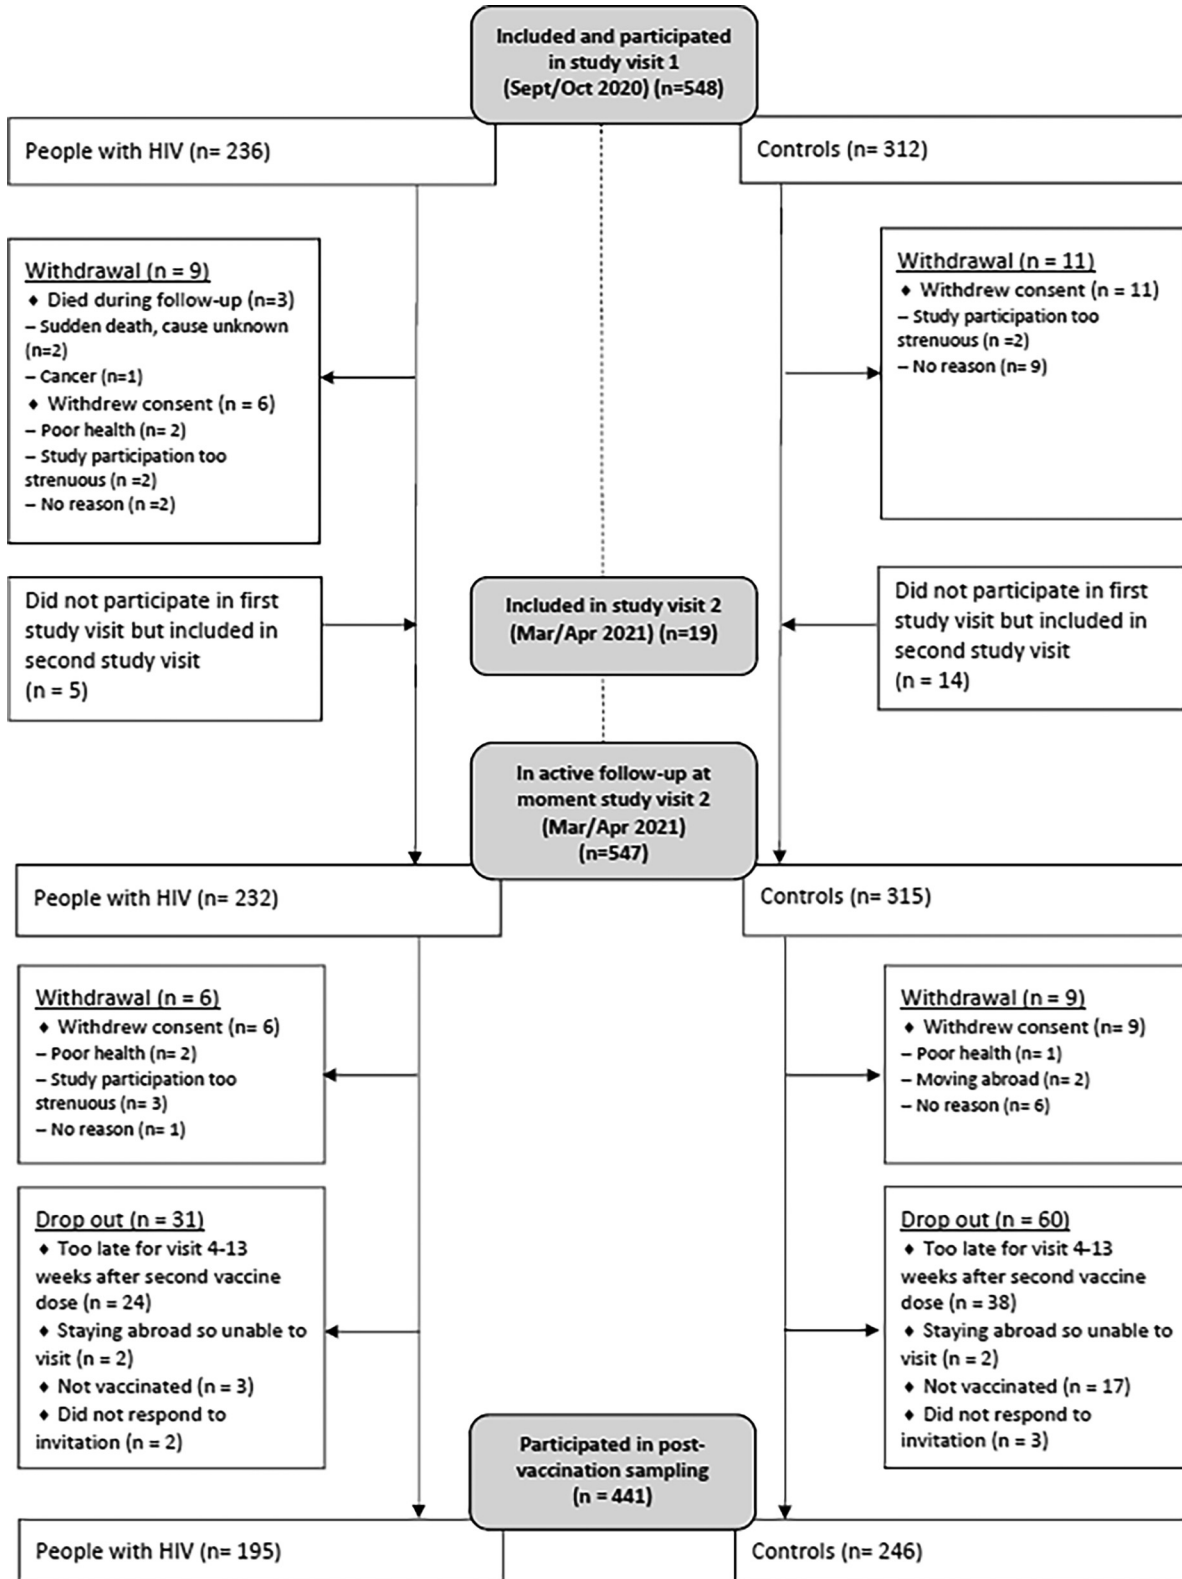 Included and participated
in study visit 1
(Sept/Oct 2020) (n=548)
People with HIV (n= 236)
Controls (n= 312)
Withdrawal (n = 9)
♦ Died during follow-up (n=3)
– Sudden death, cause unknown
(n=2)
– Cancer (n=1)
♦ Withdrew consent (n = 6)
– Poor health (n= 2)
– Study participation too
strenuous (n =2)
– No reason (n =2)
Withdrawal (n = 11)
♦ Withdrew consent (n = 11)
– Study participation too
strenuous (n =2)
– No reason (n= 9)
Did not participate in first
study visit but included in
second study visit
(n = 5)
Included in study visit 2
(Mar/Apr 2021) (n=19)
Did not participate in first
study visit but included in
second study visit
(n = 14)
In active follow-up at
moment study visit 2
(Mar/Apr 2021)
(n=547)
People with HIV (n= 232)
Controls (n= 315)
Withdrawal (n = 6)
♦ Withdrew consent (n= 6)
– Poor health (n= 2)
– Study participation too
strenuous (n= 3)
– No reason (n= 1)
Withdrawal (n = 9)
♦ Withdrew consent (n= 9)
– Poor health (n= 1)
– Moving abroad (n= 2)
– No reason (n= 6)
Drop out (n = 31)
♦ Too late for visit 4-13
weeks after second vaccine
dose (n = 24)
♦ Staying abroad so unable to
visit (n = 2)
♦ Not vaccinated (n = 3)
♦ Did not respond to
invitation (n = 2)
Drop out (n = 60)
♦ Too late for visit 4-13
weeks after second vaccine
dose (n = 38)
♦ Staying abroad so unable to
visit (n = 2)
♦ Not vaccinated (n = 17)
♦ Did not respond to
invitation (n = 3)
Participated in post-
vaccination sampling
(n = 441)
People with HIV (n= 195)
Controls (n= 246)